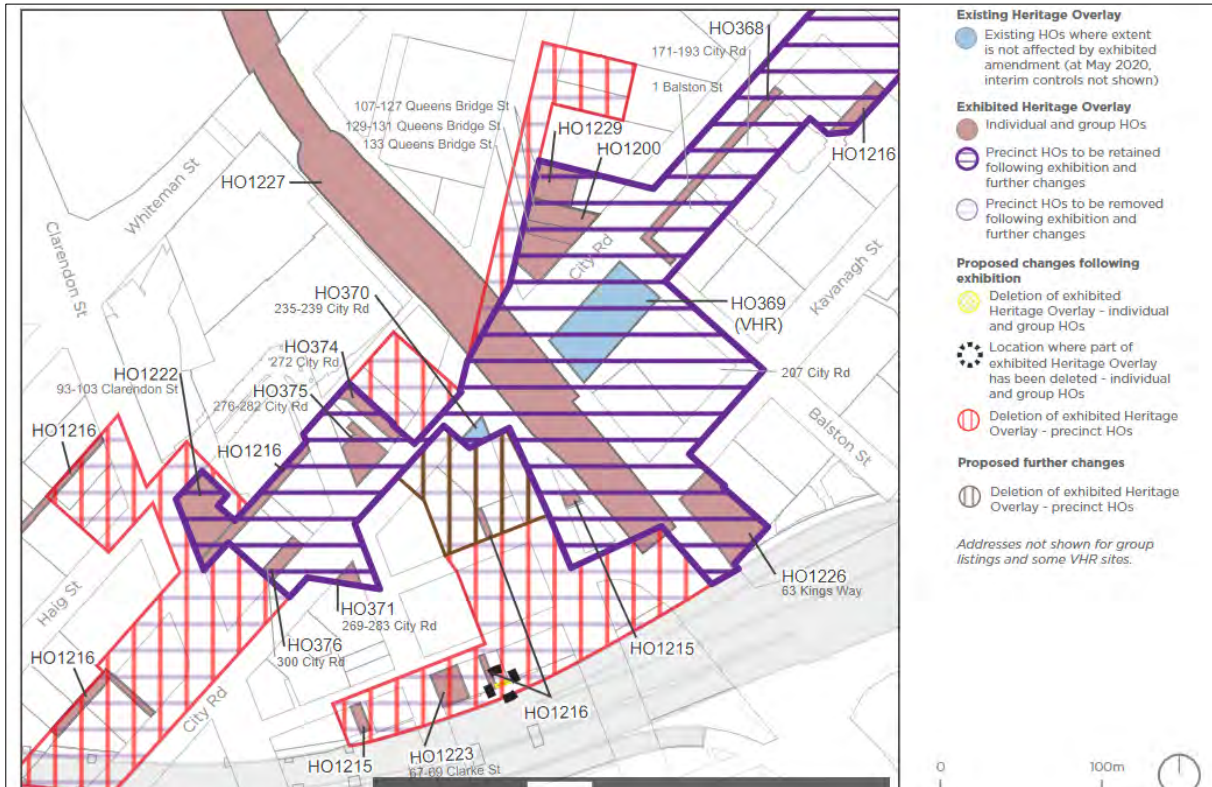 HO368
171-193 City Rd
1 Balston St
107-127 Queens Bridge St
129-131 Queens Bridge St
133 Queens Bridge St
HO1229
HO1200
HO1216
Whiteman St
HO1227
Clarendon St
City Rd
Kavanagh St
HO370
235-239 City Rd
HO369
(VHR)
HO374
272 City Rd
HO1222
93-103 Clarendon St
HO375
276-282 City Rd
207 City Rd
Balston St
HO1216
HO1216
HO1226
63 Kings Way
Haig St
HO371
269-283 City Rd
HO376
300 City Rd
HO1215
HO1216
City Rd
HO1216
HO1215
HO1223
67-69 Clarke St
Existing Heritage Overlay
Existing HOs where extent
is not affected by exhibited
amendment (at May 2020,
interim controls not shown)
Exhibited Heritage Overlay
Individual and group HOs
Precinct HOs to be retained
following exhibition and
further changes
Precinct HOs to be removed
following exhibition and
further changes
Proposed changes following
exhibition
Deletion of exhibited
Heritage Overlay - individual
and group HOs
Location where part of
exhibited Heritage Overlay
has been deleted - individual
and group HOs
Deletion of exhibited Heritage
Overlay - precinct HOs
Proposed further changes
Deletion of exhibited Heritage
Overlay - precinct HOs
Addresses not shown for group
listings and some VHR sites.
0
100m